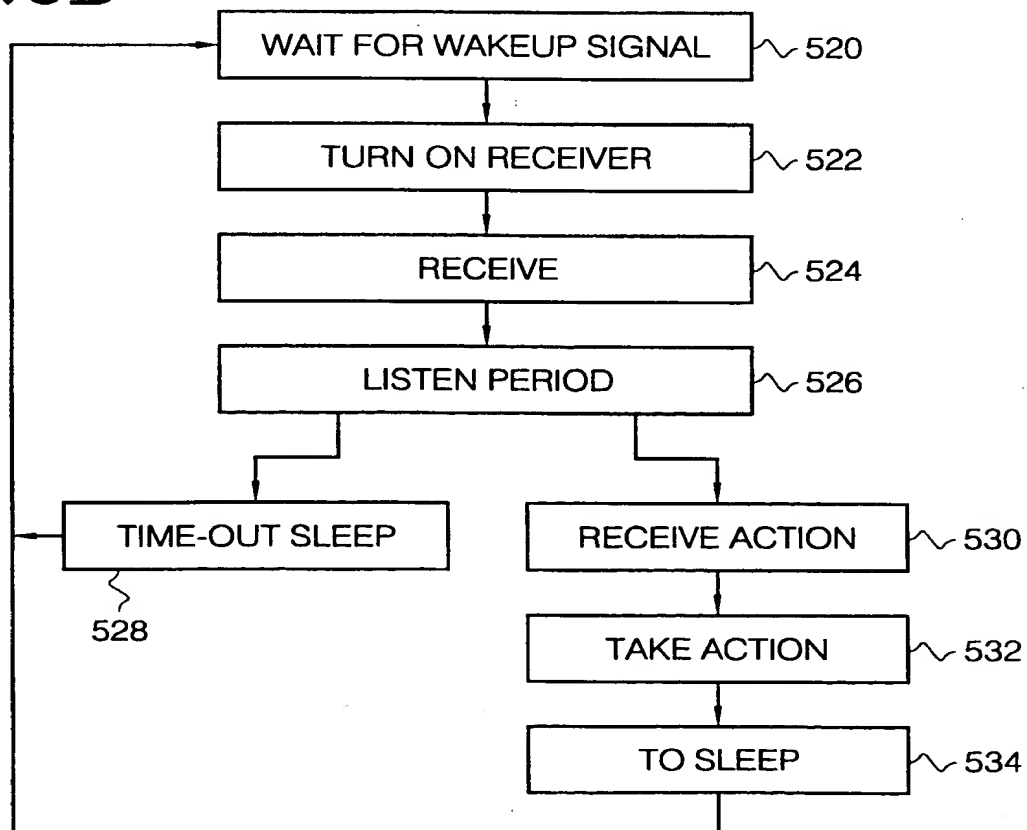 WAIT FOR WAKEUP SIGNAL 520
TURN ON RECEIVER 522
RECEIVE 524
LISTEN PERIOD 526
TIME-OUT SLEEP
528
RECEIVE ACTION 530
TAKE ACTION 532
TO SLEEP 534